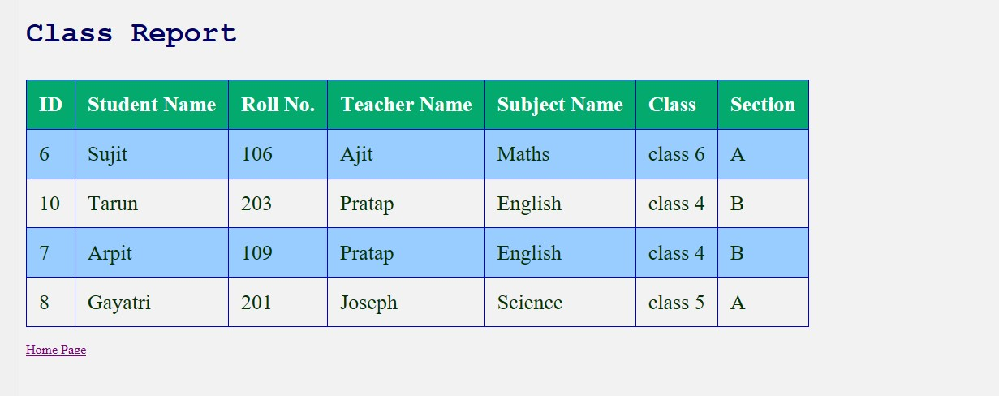 Class Report
ID Student Name Roll No. Teacher Name Subject Name Class Section
6 Sujit 106 Ajit Maths class 6 A
10 Tarun 203 Pratap English class 4 B
7 Arpit 109 Pratap English class 4 B
8 Gayatri 201 Joseph Science class 5 A
Home Page